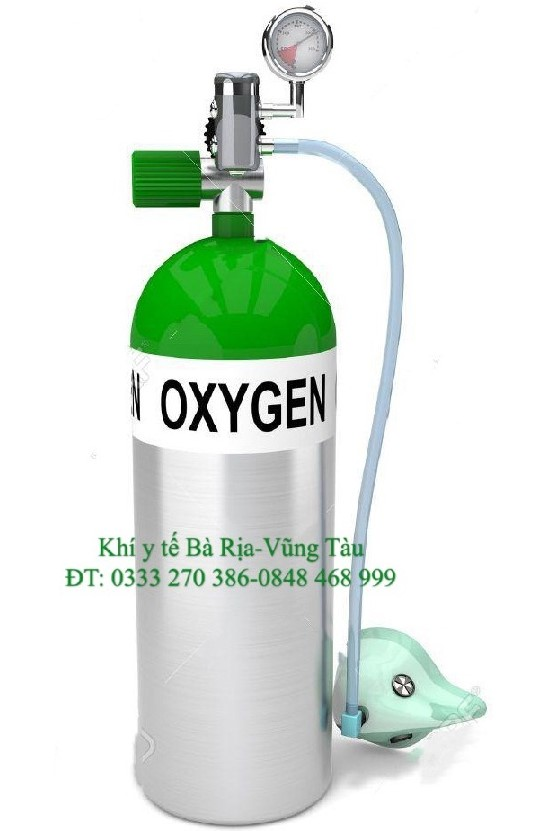 OXYGEN
Khí y tế Bà Rịa-Vũng Tàu
ĐT: 0333 270 386-0848 468 999